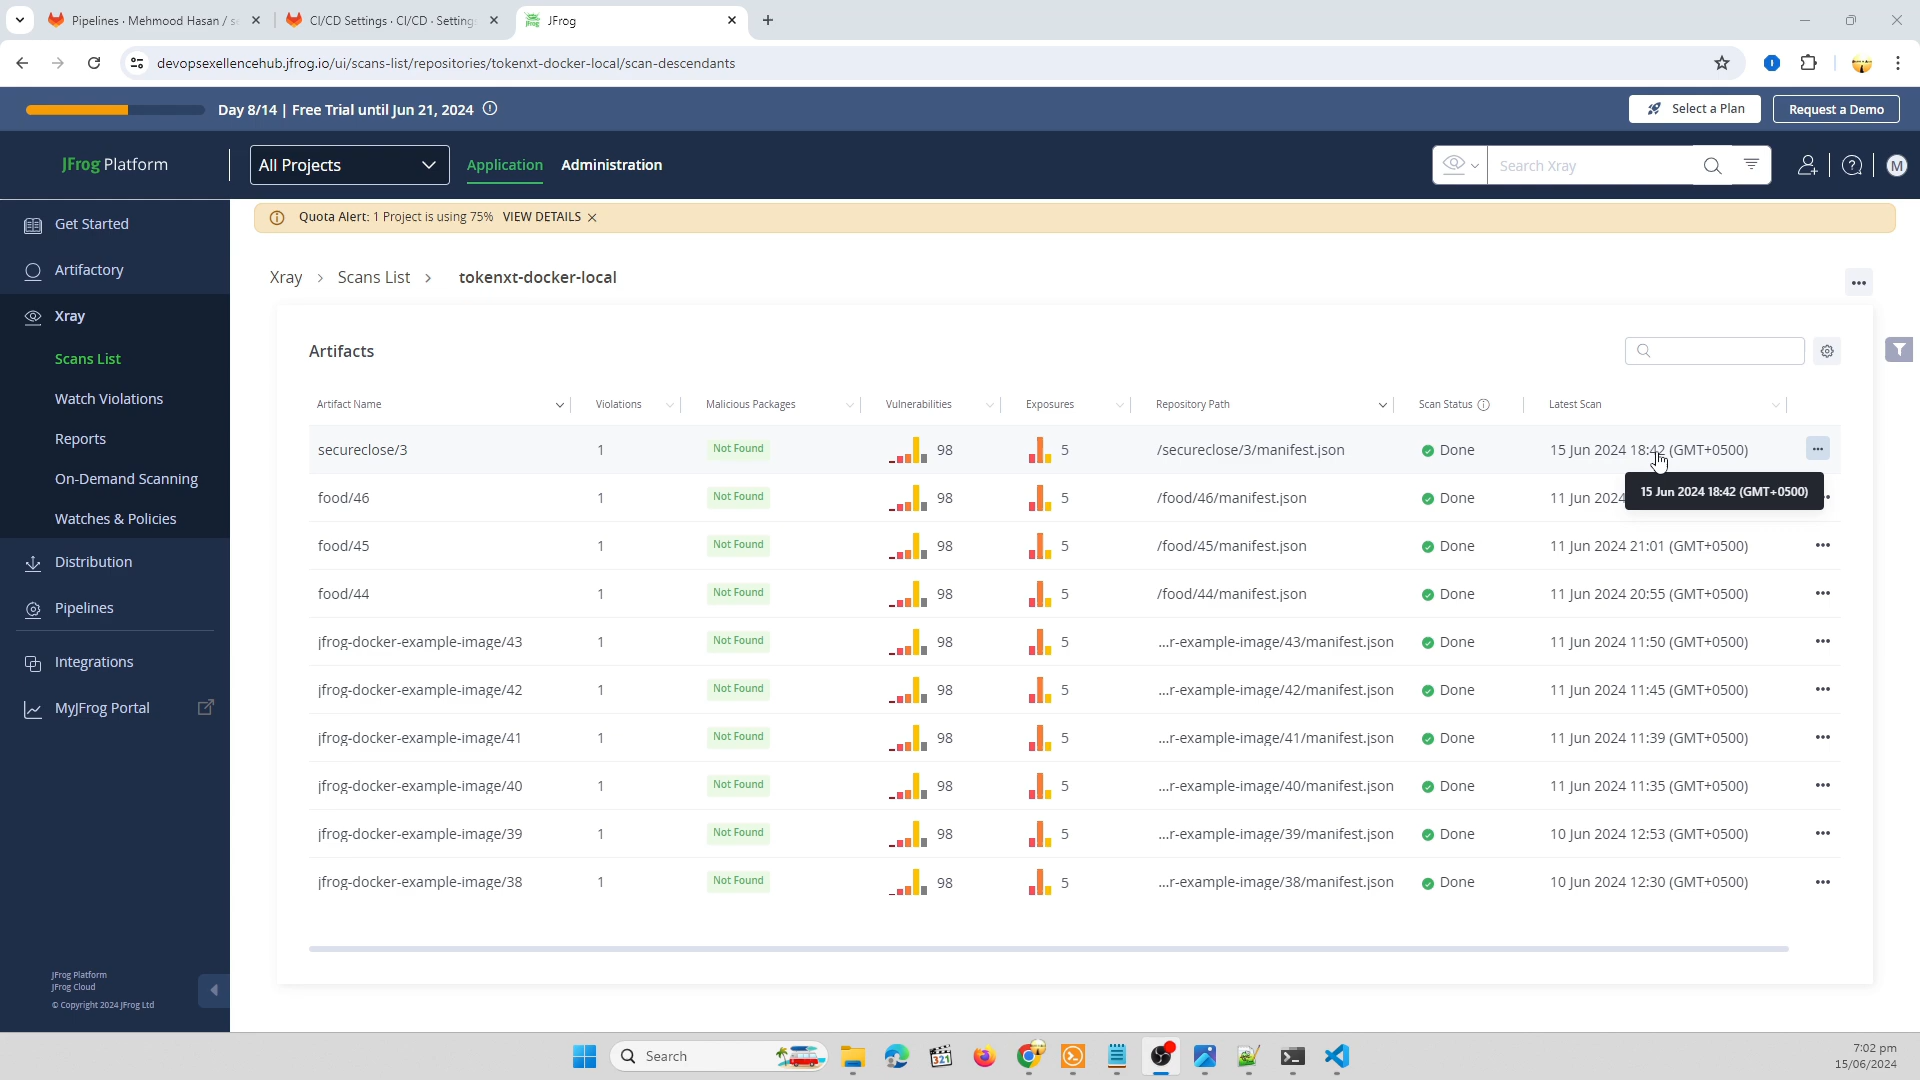 Pipelines · Mehmood Hasan / se
CI/CD Settings · CI/CD · Setting
JFrog
devopsexellencehub.jfrog.io/ui/scans-list/repositories/tokenxt-docker-local/scan-descendants
Day 8/14 | Free Trial until Jun 21, 2024
Select a Plan
Request a Demo
JFrog Platform
All Projects
Application
Administration
Search Xray
M
Get Started
Artifactory
Xray
Scans List
Watch Violations
Reports
On-Demand Scanning
Watches & Policies
Distribution
Pipelines
Integrations
MyJFrog Portal
JFrog Platform
JFrog Cloud
© Copyright 2024 JFrog Ltd
Quota Alert: 1 Project is using 75% VIEW DETAILS
Xray > Scans List > tokenxt-docker-local
Artifacts
Artifact Name Violations Malicious Packages Vulnerabilities Exposures Repository Path Scan Status Latest Scan
secureclose/3 1 Not Found 98 5 /secureclose/3/manifest.json Done 15 Jun 2024 18:42 (GMT+0500)
15 Jun 2024 18:42 (GMT+0500)
food/46 1 Not Found 98 5 /food/46/manifest.json Done 11 Jun 2024
food/45 1 Not Found 98 5 /food/45/manifest.json Done 11 Jun 2024 21:01 (GMT+0500)
food/44 1 Not Found 98 5 /food/44/manifest.json Done 11 Jun 2024 20:55 (GMT+0500)
jfrog-docker-example-image/43 1 Not Found 98 5 ...r-example-image/43/manifest.json Done 11 Jun 2024 11:50 (GMT+0500)
jfrog-docker-example-image/42 1 Not Found 98 5 ...r-example-image/42/manifest.json Done 11 Jun 2024 11:45 (GMT+0500)
jfrog-docker-example-image/41 1 Not Found 98 5 ...r-example-image/41/manifest.json Done 11 Jun 2024 11:39 (GMT+0500)
jfrog-docker-example-image/40 1 Not Found 98 5 ...r-example-image/40/manifest.json Done 11 Jun 2024 11:35 (GMT+0500)
jfrog-docker-example-image/39 1 Not Found 98 5 ...r-example-image/39/manifest.json Done 10 Jun 2024 12:53 (GMT+0500)
jfrog-docker-example-image/38 1 Not Found 98 5 ...r-example-image/38/manifest.json Done 10 Jun 2024 12:30 (GMT+0500)
Search
321
7:02 pm
15/06/2024